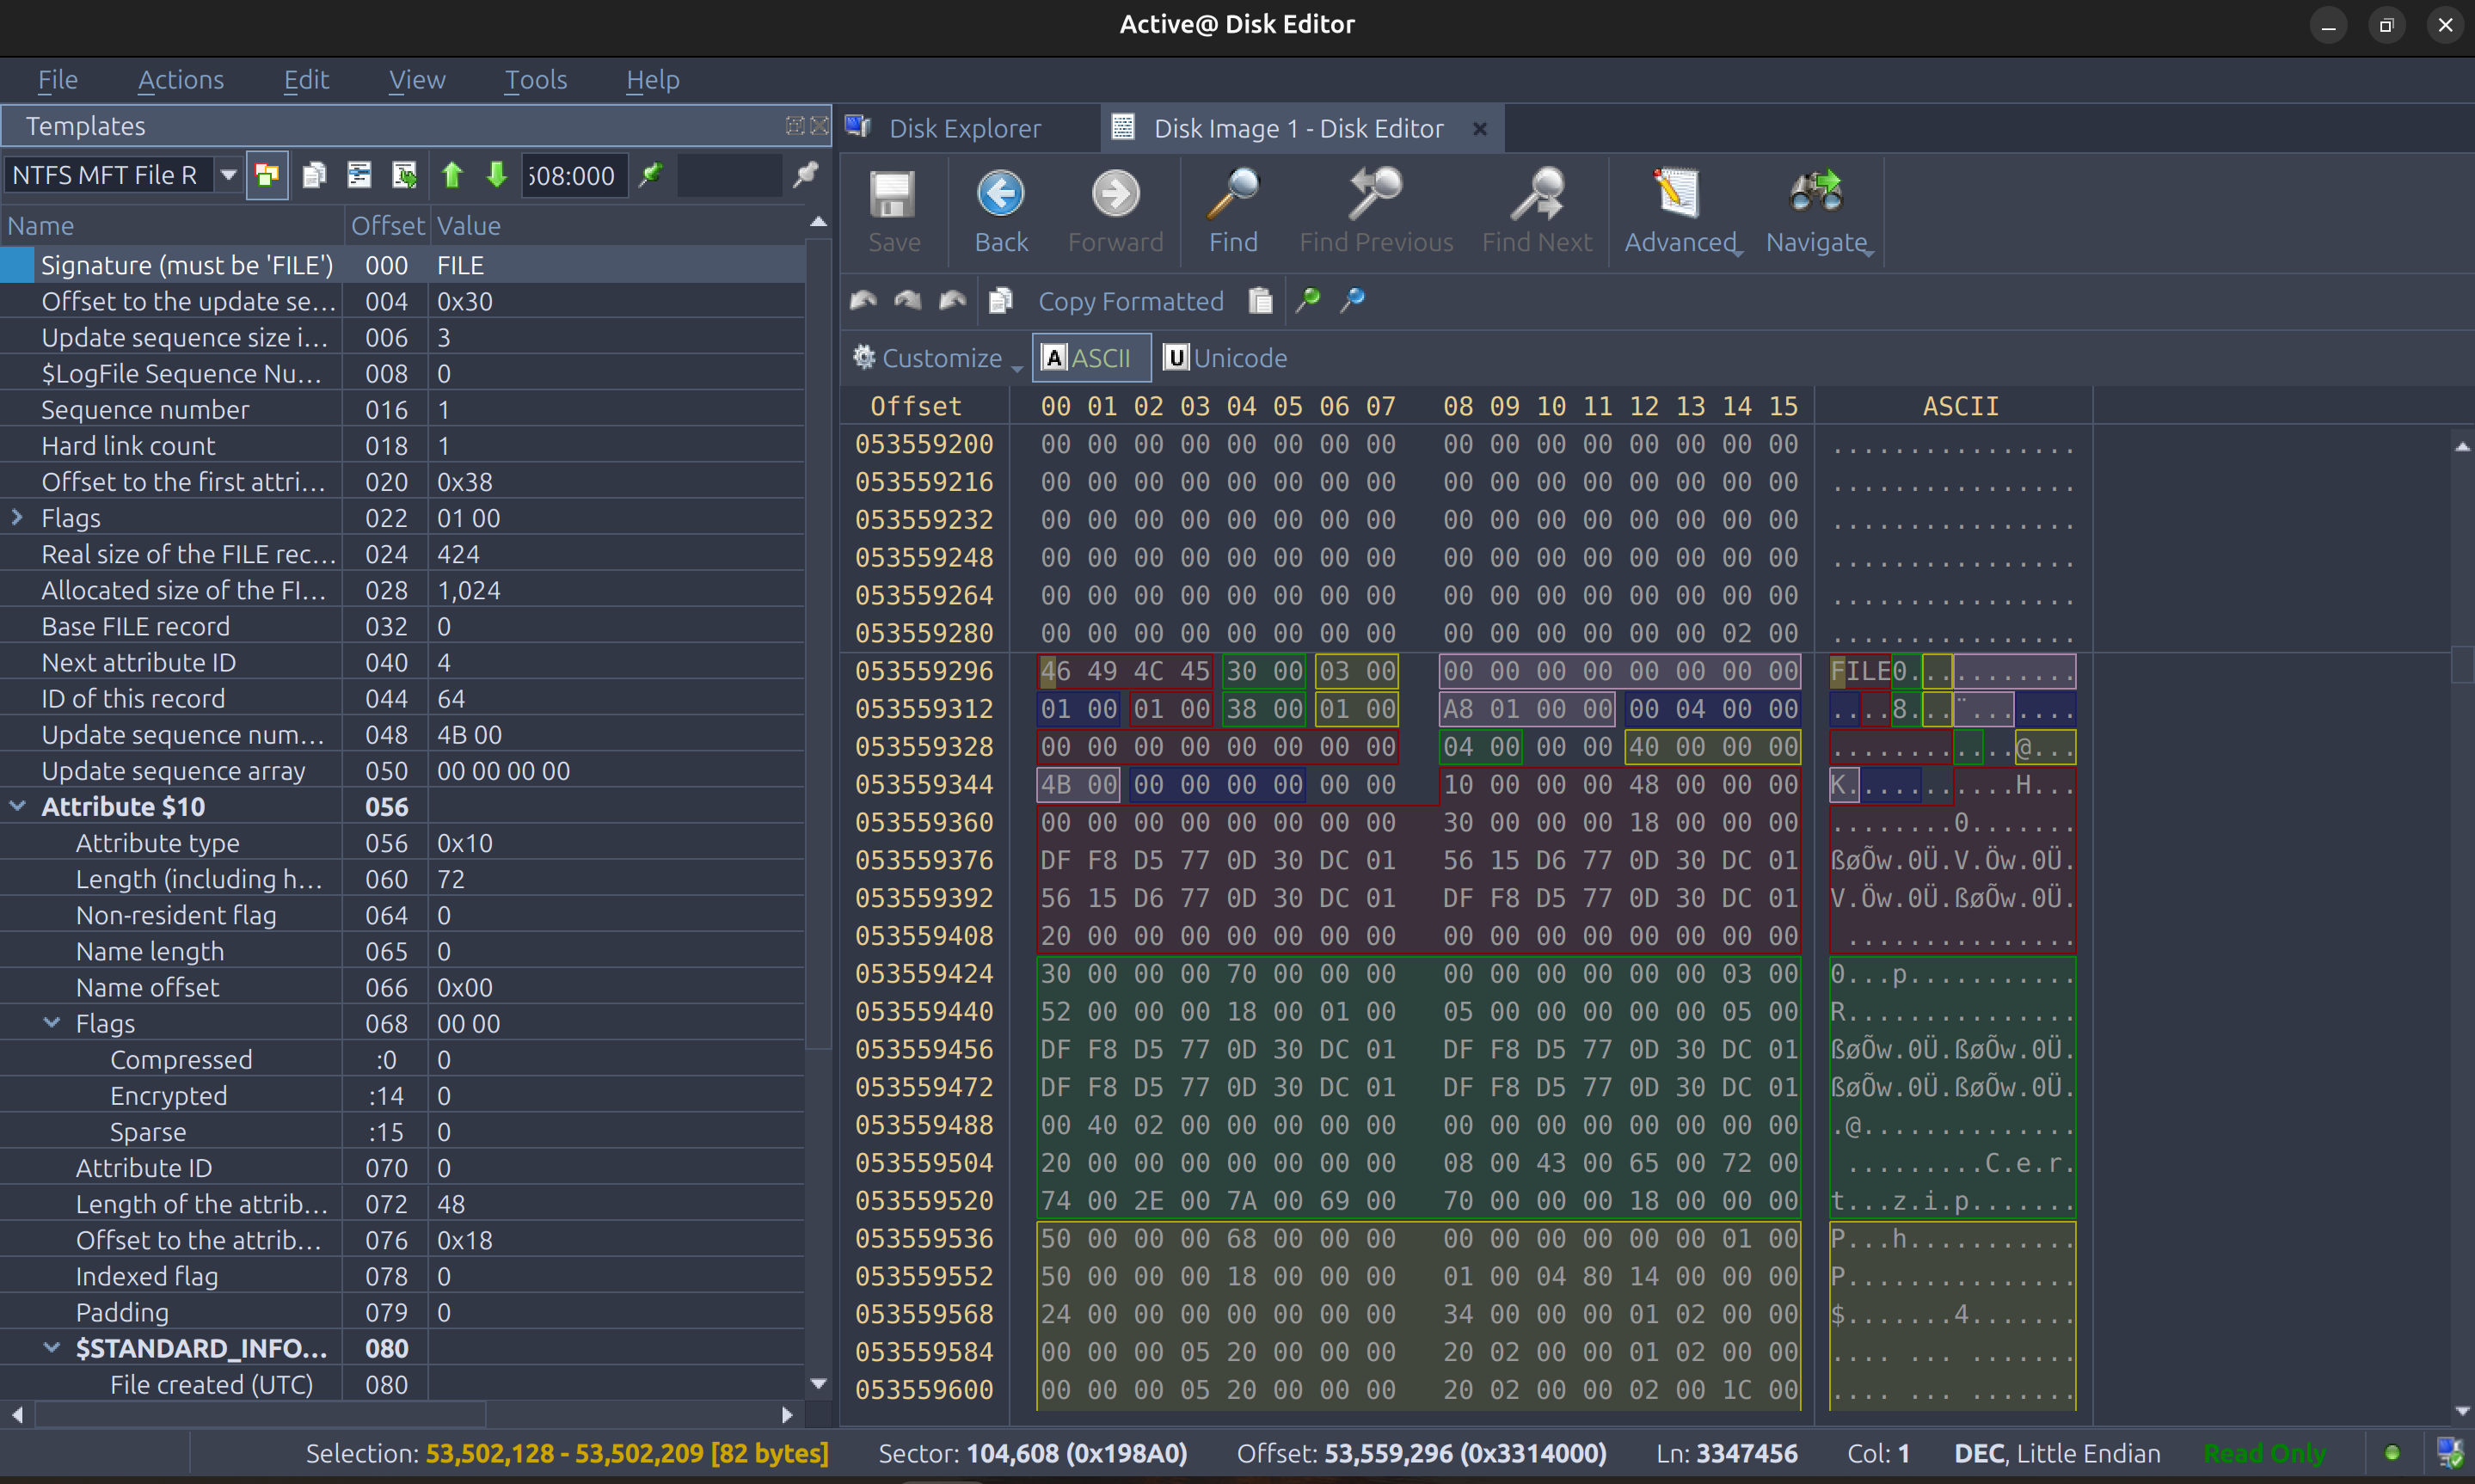 Active@ Disk Editor
File Actions Edit View Tools Help
Templates
Disk Explorer
Disk Image 1 - Disk Editor
NTFS MFT File R
508:000
Save Back Forward Find Find Previous Find Next Advanced Navigate
Copy Formatted
Customize A ASCII U Unicode
Name Offset Value
Signature (must be 'FILE') 000 FILE
Offset to the update se... 004 0x30
Update sequence size i... 006 3
$LogFile Sequence Nu... 008 0
Sequence number 016 1
Hard link count 018 1
Offset to the first attri... 020 0x38
Flags 022 01 00
Real size of the FILE rec... 024 424
Allocated size of the FI... 028 1,024
Base FILE record 032 0
Next attribute ID 040 4
ID of this record 044 64
Update sequence num... 048 4B 00
Update sequence array 050 00 00 00 00
Attribute $10 056
Attribute type 056 0x10
Length (including h... 060 72
Non-resident flag 064 0
Name length 065 0
Name offset 066 0x00
Flags 068 00 00
Compressed :0 0
Encrypted :14 0
Sparse :15 0
Attribute ID 070 0
Length of the attrib... 072 48
Offset to the attrib... 076 0x18
Indexed flag 078 0
Padding 079 0
$STANDARD_INFO... 080
File created (UTC) 080
Offset 00 01 02 03 04 05 06 07 08 09 10 11 12 13 14 15 ASCII
053559200 00 00 00 00 00 00 00 00 00 00 00 00 00 00 00 00 ................
053559216 00 00 00 00 00 00 00 00 00 00 00 00 00 00 00 00 ................
053559232 00 00 00 00 00 00 00 00 00 00 00 00 00 00 00 00 ................
053559248 00 00 00 00 00 00 00 00 00 00 00 00 00 00 00 00 ................
053559264 00 00 00 00 00 00 00 00 00 00 00 00 00 00 00 00 ................
053559280 00 00 00 00 00 00 00 00 00 00 00 00 00 00 02 00 ................
053559296 46 49 4C 45 30 00 03 00 00 00 00 00 00 00 00 00 FILE0...........
053559312 01 00 01 00 38 00 01 00 A8 01 00 00 00 04 00 00 ....8...¨.......
053559328 00 00 00 00 00 00 00 00 04 00 00 00 40 00 00 00 ............@...
053559344 4B 00 00 00 00 00 00 00 10 00 00 00 48 00 00 00 K...........H...
053559360 00 00 00 00 00 00 00 00 30 00 00 00 18 00 00 00 ........0.......
053559376 DF F8 D5 77 0D 30 DC 01 56 15 D6 77 0D 30 DC 01 ßøÕw.0Ü.V.Öw.0Ü.
053559392 56 15 D6 77 0D 30 DC 01 DF F8 D5 77 0D 30 DC 01 V.Öw.0Ü.ßøÕw.0Ü.
053559408 20 00 00 00 00 00 00 00 00 00 00 00 00 00 00 00 ...............
053559424 30 00 00 00 70 00 00 00 00 00 00 00 00 00 03 00 0...p...........
053559440 52 00 00 00 18 00 01 00 05 00 00 00 00 00 05 00 R...............
053559456 DF F8 D5 77 0D 30 DC 01 DF F8 D5 77 0D 30 DC 01 ßøÕw.0Ü.ßøÕw.0Ü.
053559472 DF F8 D5 77 0D 30 DC 01 DF F8 D5 77 0D 30 DC 01 ßøÕw.0Ü.ßøÕw.0Ü.
053559488 00 40 02 00 00 00 00 00 00 00 00 00 00 00 00 00 .@..............
053559504 20 00 00 00 00 00 00 00 08 00 43 00 65 00 72 00 .........C.e.r.
053559520 74 00 2E 00 7A 00 69 00 70 00 00 00 18 00 00 00 t...z.i.p.......
053559536 50 00 00 00 68 00 00 00 00 00 00 00 00 00 01 00 P...h...........
053559552 50 00 00 00 18 00 00 00 01 00 04 80 14 00 00 00 P...............
053559568 24 00 00 00 00 00 00 00 34 00 00 00 01 02 00 00 $.......4.......
053559584 00 00 00 05 20 00 00 00 20 02 00 00 01 02 00 00 .... ... .......
053559600 00 00 00 05 20 00 00 00 20 02 00 00 02 00 1C 00 .... ... .......
Selection: 53,502,128 - 53,502,209 [82 bytes] Sector: 104,608 (0x198A0) Offset: 53,559,296 (0x3314000) Ln: 3347456 Col: 1 DEC, Little Endian Read Only